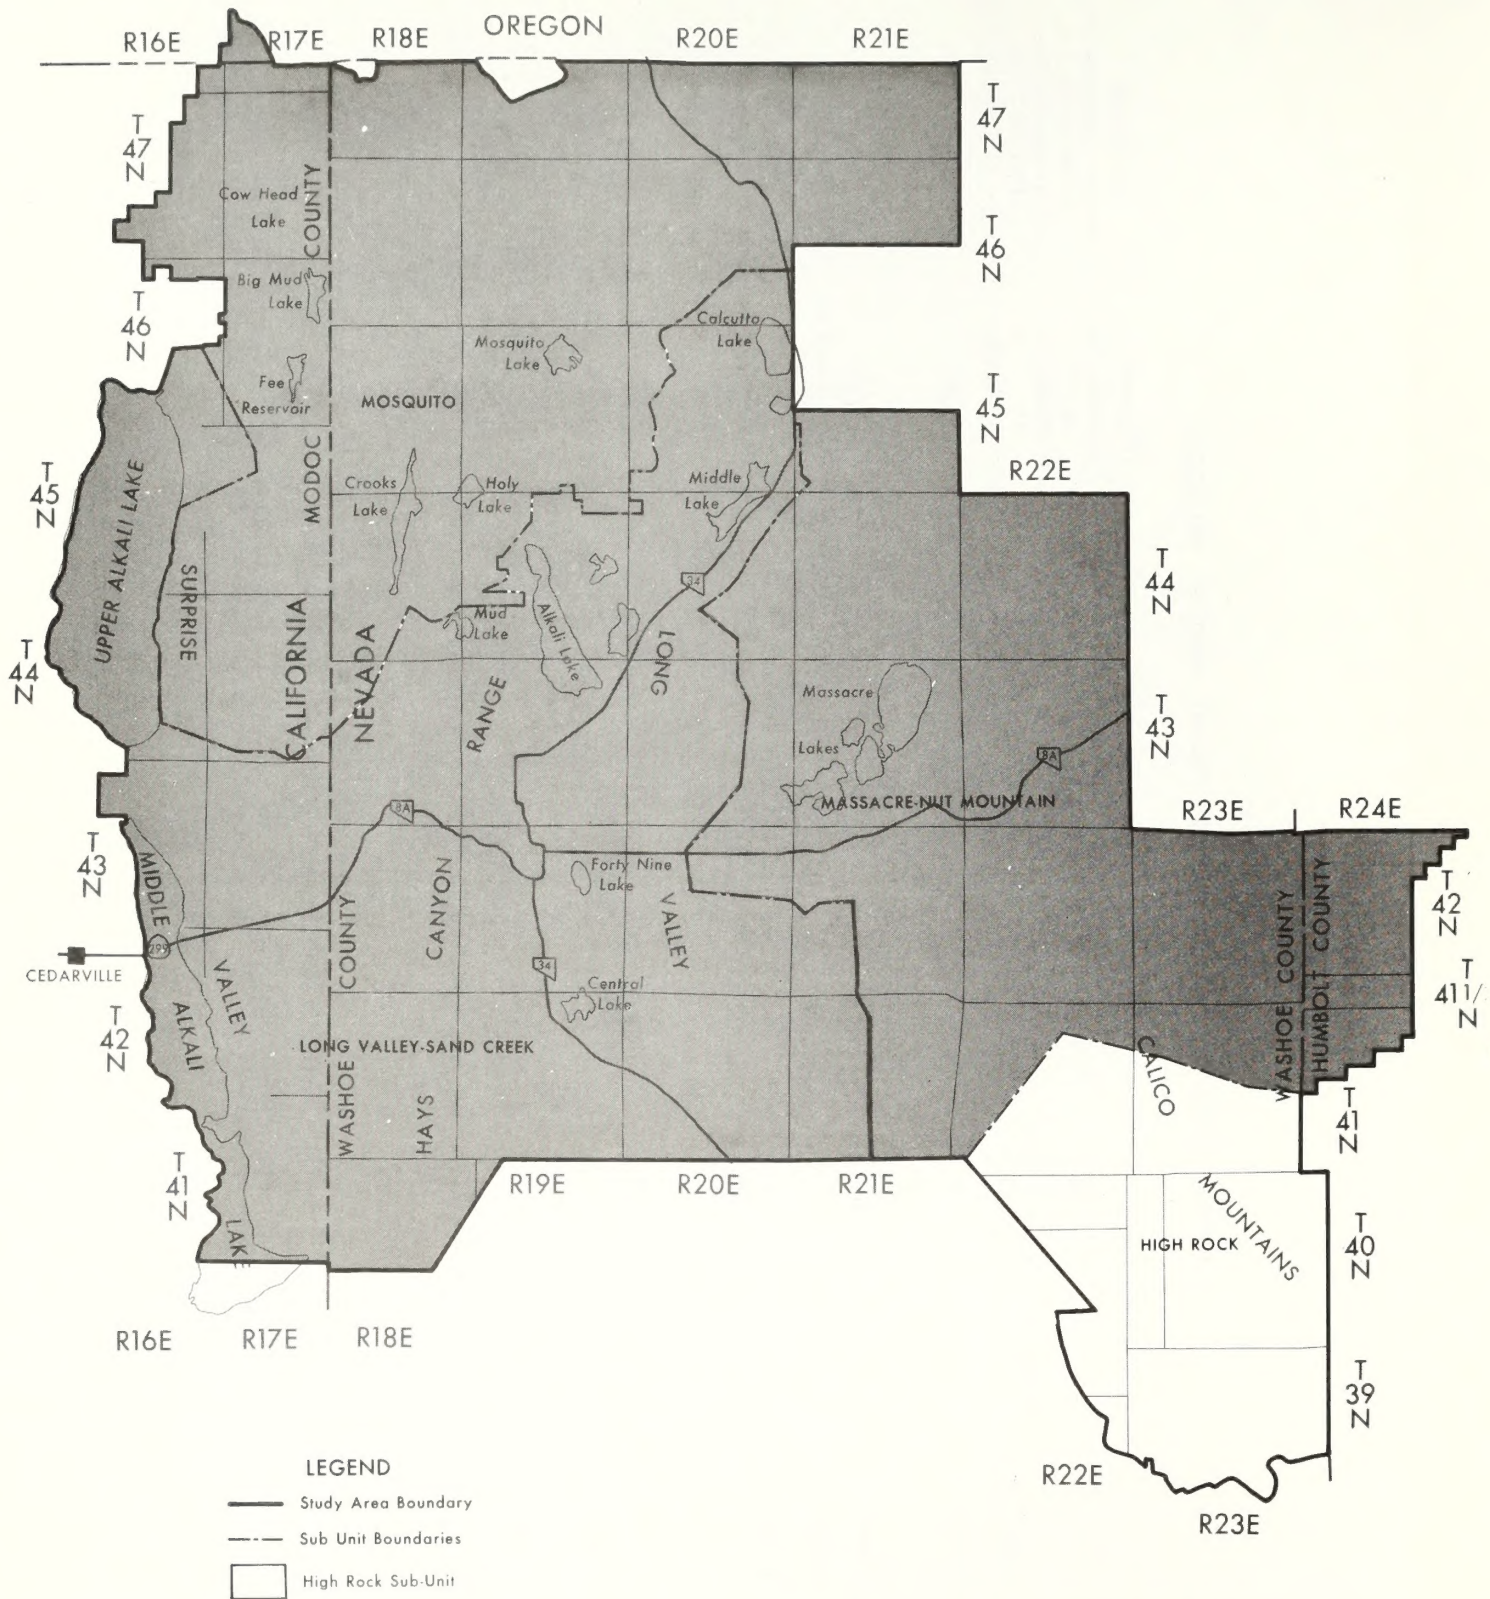 OREGON
R16E
R17E
R18E
R20E
R21E
T
47
N
T
47
N
COUNTY
Cow Head
Lake
T
46
N
Big Mud
Lake
T
46
N
Calcutta
Lake
Mosquito
Lake
Fee
Reservoir
MOSQUITO
T
45
N
MODOC
R22E
T
45
N
UPPER ALKALI LAKE
Crooks
Lake
Holy
Lake
Middle
Lake
SURPRISE
34
T
44
N
CALIFORNIA
NEVADA
Mud
Lake
Alkali Lake
LONG
T
44
N
RANGE
Massacre
Lakes
T
43
N
8A
8A
MASSACRE-NUT MOUNTAIN
R23E
R24E
T
43
N
MIDDLE
Forty Nine
Lake
CANYON
VALLEY
COUNTY
WASHOE COUNTY
HUMBOLT COUNTY
T
42
N
299
CEDARVILLE
34
VALLEY
Central
Lake
T
41 1/
N
T
42
N
ALKALI
LONG VALLEY-SAND CREEK
WASHOE
HAYS
CALICO
T
41
N
T
41
N
R19E
R20E
R21E
LAKE
MOUNTAINS
HIGH ROCK
T
40
N
R16E
R17E
R18E
T
39
N
R22E
R23E
LEGEND
Study Area Boundary
Sub Unit Boundaries
High Rock Sub-Unit